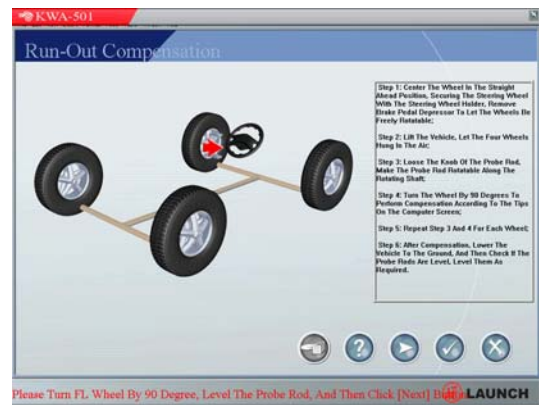 KWA-501
Run-Out Compensation
Step 1: Center The Wheel In The Straight
Ahead Position, Securing The Steering Wheel
With The Steering Wheel Holder, Remove
Brake Pedal Depressor To Let The Wheels Be
Freely Rotatable;
Step 2: Lift The Vehicle, Let The Four Wheels
Hung In The Air;
Step 3: Loose The Knob Of The Probe Rod,
Make The Probe Rod Rotatable Along The
Rotating Shaft;
Step 4: Turn The Wheel By 90 Degrees To
Perform Compensation According To The Tips
On The Computer Screen;
Step 5: Repeat Step 3 And 4 For Each Wheel;
Step 6: After Compensation, Lower The
Vehicle To The Ground, And Then Check If The
Probe Rods Are Level, Level Them As
Required.
Please Turn FL Wheel By 90 Degree, Level The Probe Rod, And Then Click [Next] Button
LAUNCH